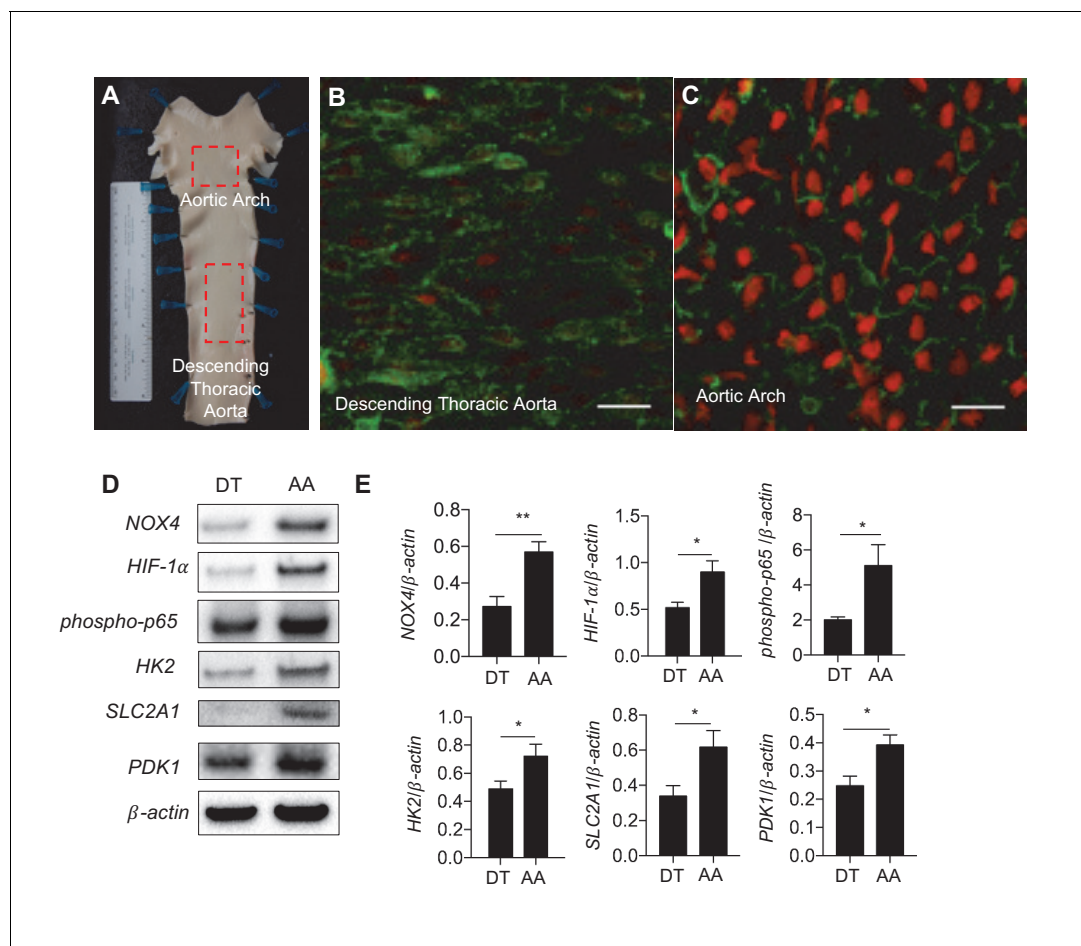 A
Aortic Arch
Descending
Thoracic
Aorta
B
Descending Thoracic Aorta
C
Aortic Arch
D
DT AA
NOX4
HIF-1α
phospho-p65
HK2
SLC2A1
PDK1
β-actin
E
NOX4/β-actin
0.8
0.6
0.4
0.2
0.0
**
DT AA
HIF-1α/β-actin
1.5
1.0
0.5
0.0
*
DT AA
phospho-p65/β-actin
8
6
4
2
0
*
DT AA
HK2/β-actin
1.0
0.8
0.6
0.4
0.2
0.0
*
DT AA
SLC2A1/β-actin
0.8
0.6
0.4
0.2
0.0
*
DT AA
PDK1/β-actin
0.5
0.4
0.3
0.2
0.1
0.0
*
DT AA